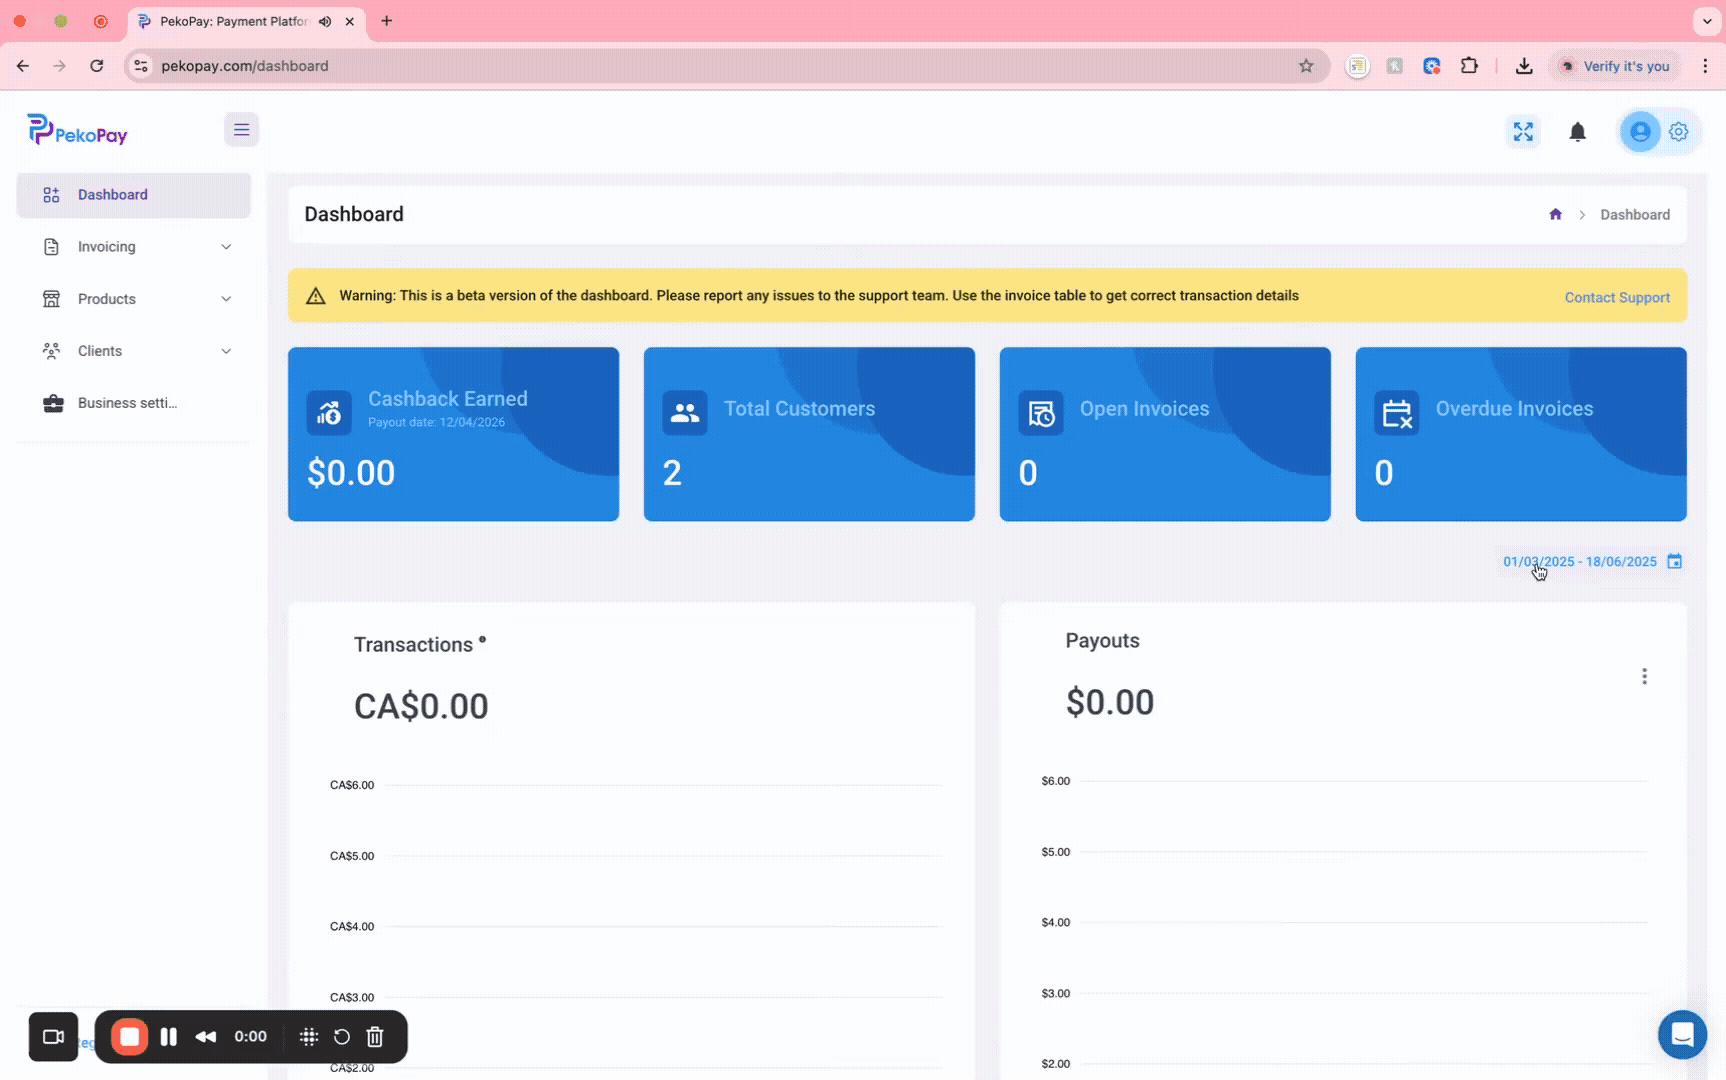 PekoPay: Payment Platfor
pekopay.com/dashboard
Verify it's you
PekoPay
Dashboard
Invoicing
Products
Clients
Business setti...
Dashboard
Dashboard
Warning: This is a beta version of the dashboard. Please report any issues to the support team. Use the invoice table to get correct transaction details
Contact Support
Cashback Earned
Payout date: 12/04/2026
$0.00
Total Customers
2
Open Invoices
0
Overdue Invoices
0
01/03/2025 - 18/06/2025
Transactions
CA$0.00
CA$6.00
CA$5.00
CA$4.00
CA$3.00
CA$2.00
Payouts
$0.00
$6.00
$5.00
$4.00
$3.00
$2.00
0:00